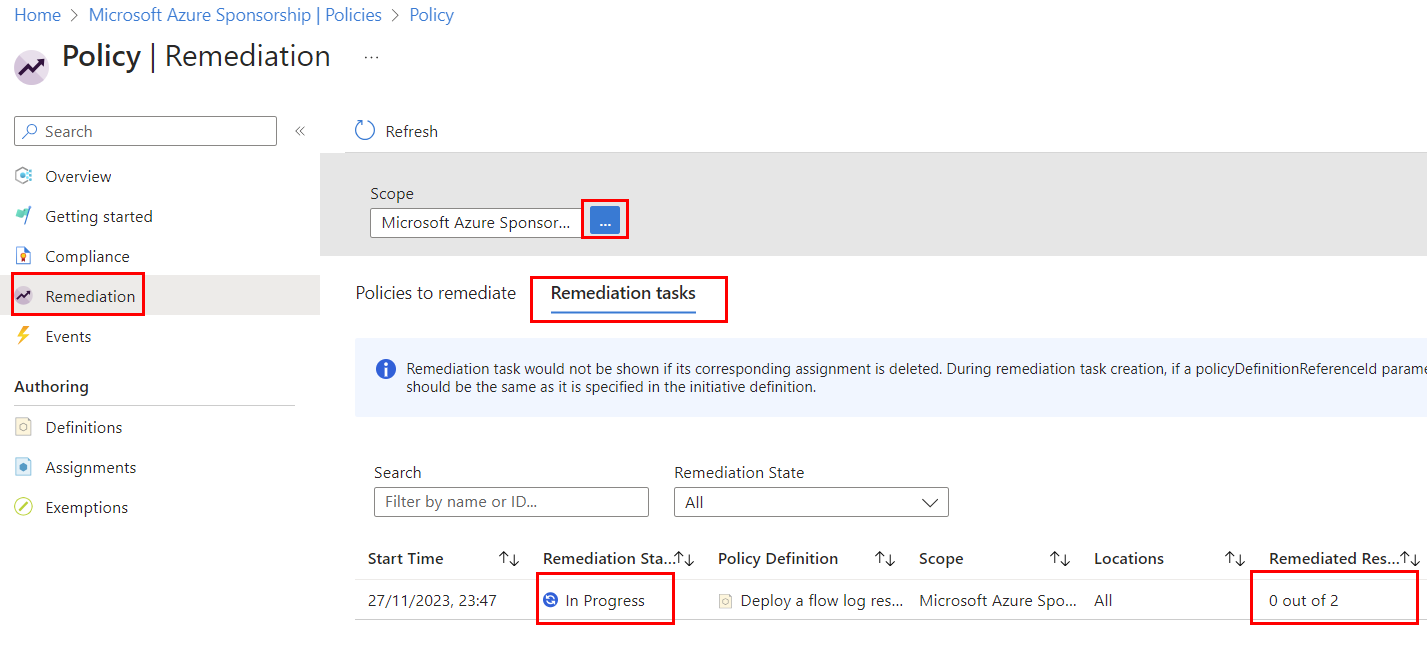 Home > Microsoft Azure Sponsorship | Policies > Policy
Policy | Remediation ...
Search «
Overview
Getting started
Compliance
Remediation
Events
Authoring
Definitions
Assignments
Exemptions
Refresh
Scope
Microsoft Azure Sponsor... ...
Policies to remediate Remediation tasks
Remediation task would not be shown if its corresponding assignment is deleted. During remediation task creation, if a policyDefinitionReferenceId parame
should be the same as it is specified in the initiative definition.
Search Remediation State
Filter by name or ID... All
Start Time ↑↓ Remediation Sta...↑↓ Policy Definition ↑↓ Scope ↑↓ Locations ↑↓ Remediated Res...↑↓
27/11/2023, 23:47 In Progress Deploy a flow log res... Microsoft Azure Spo... All 0 out of 2